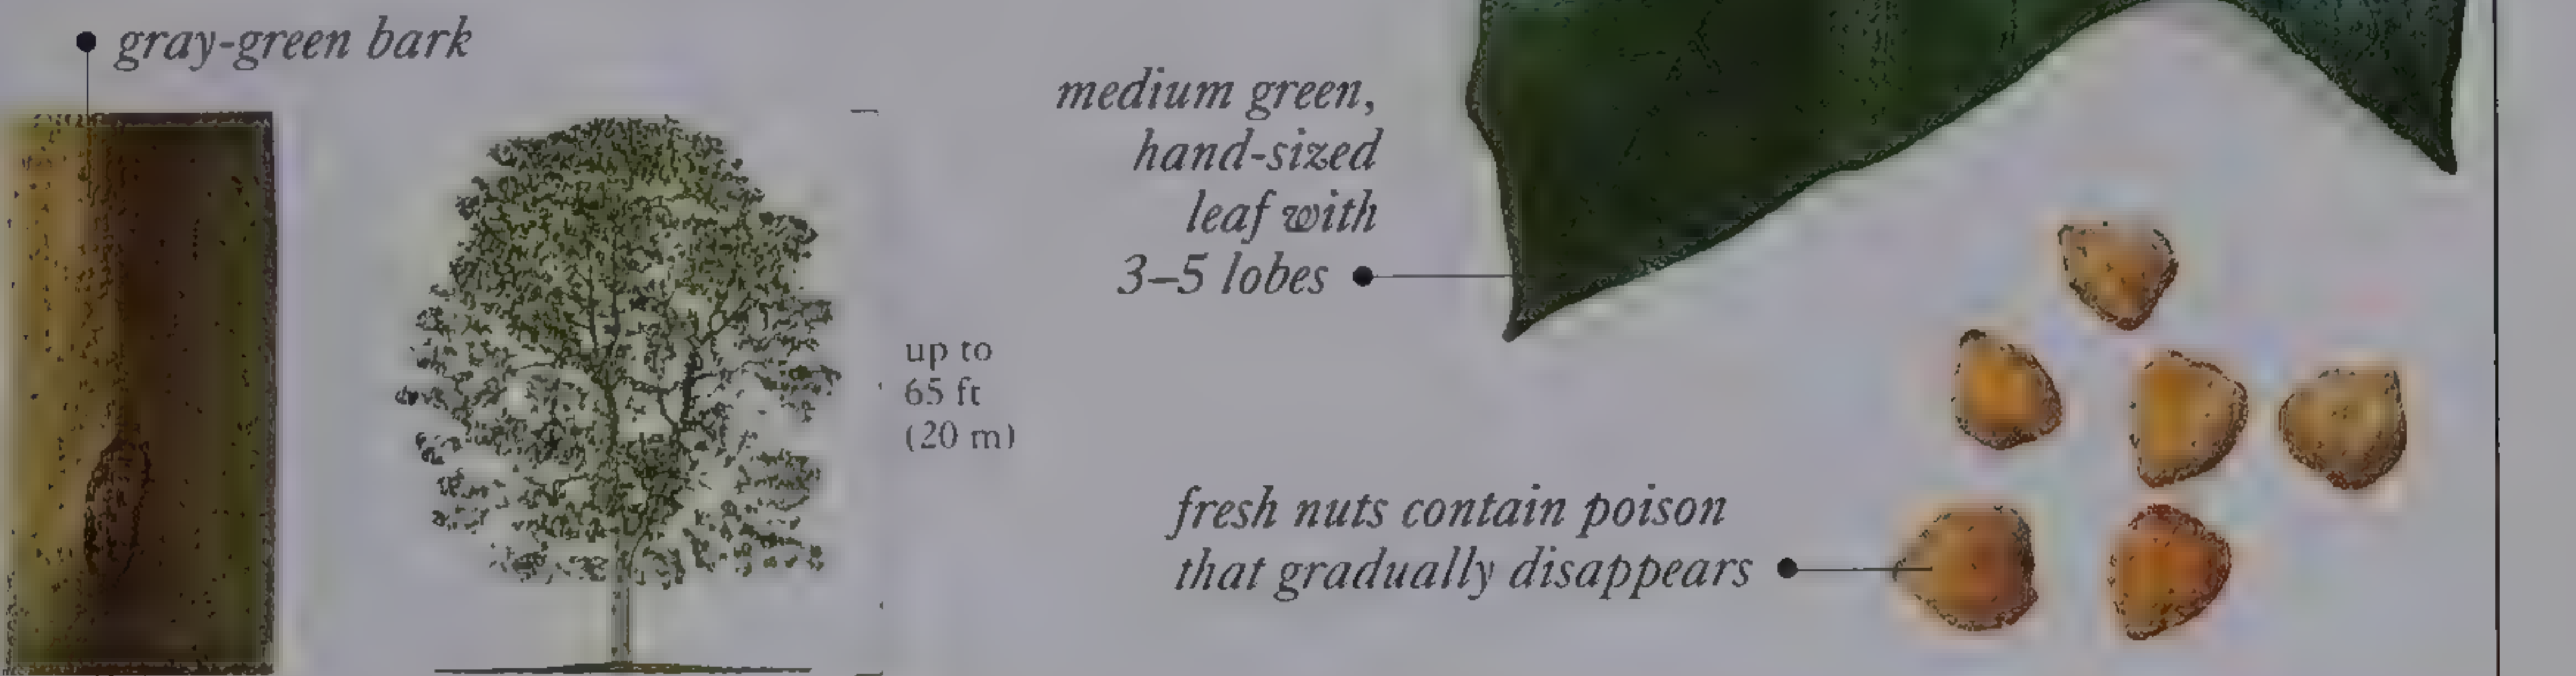 gray-green bark
medium green,
hand-sized
leaf with
3–5 lobes
up to
65 ft
(20 m)
fresh nuts contain poison
that gradually disappears